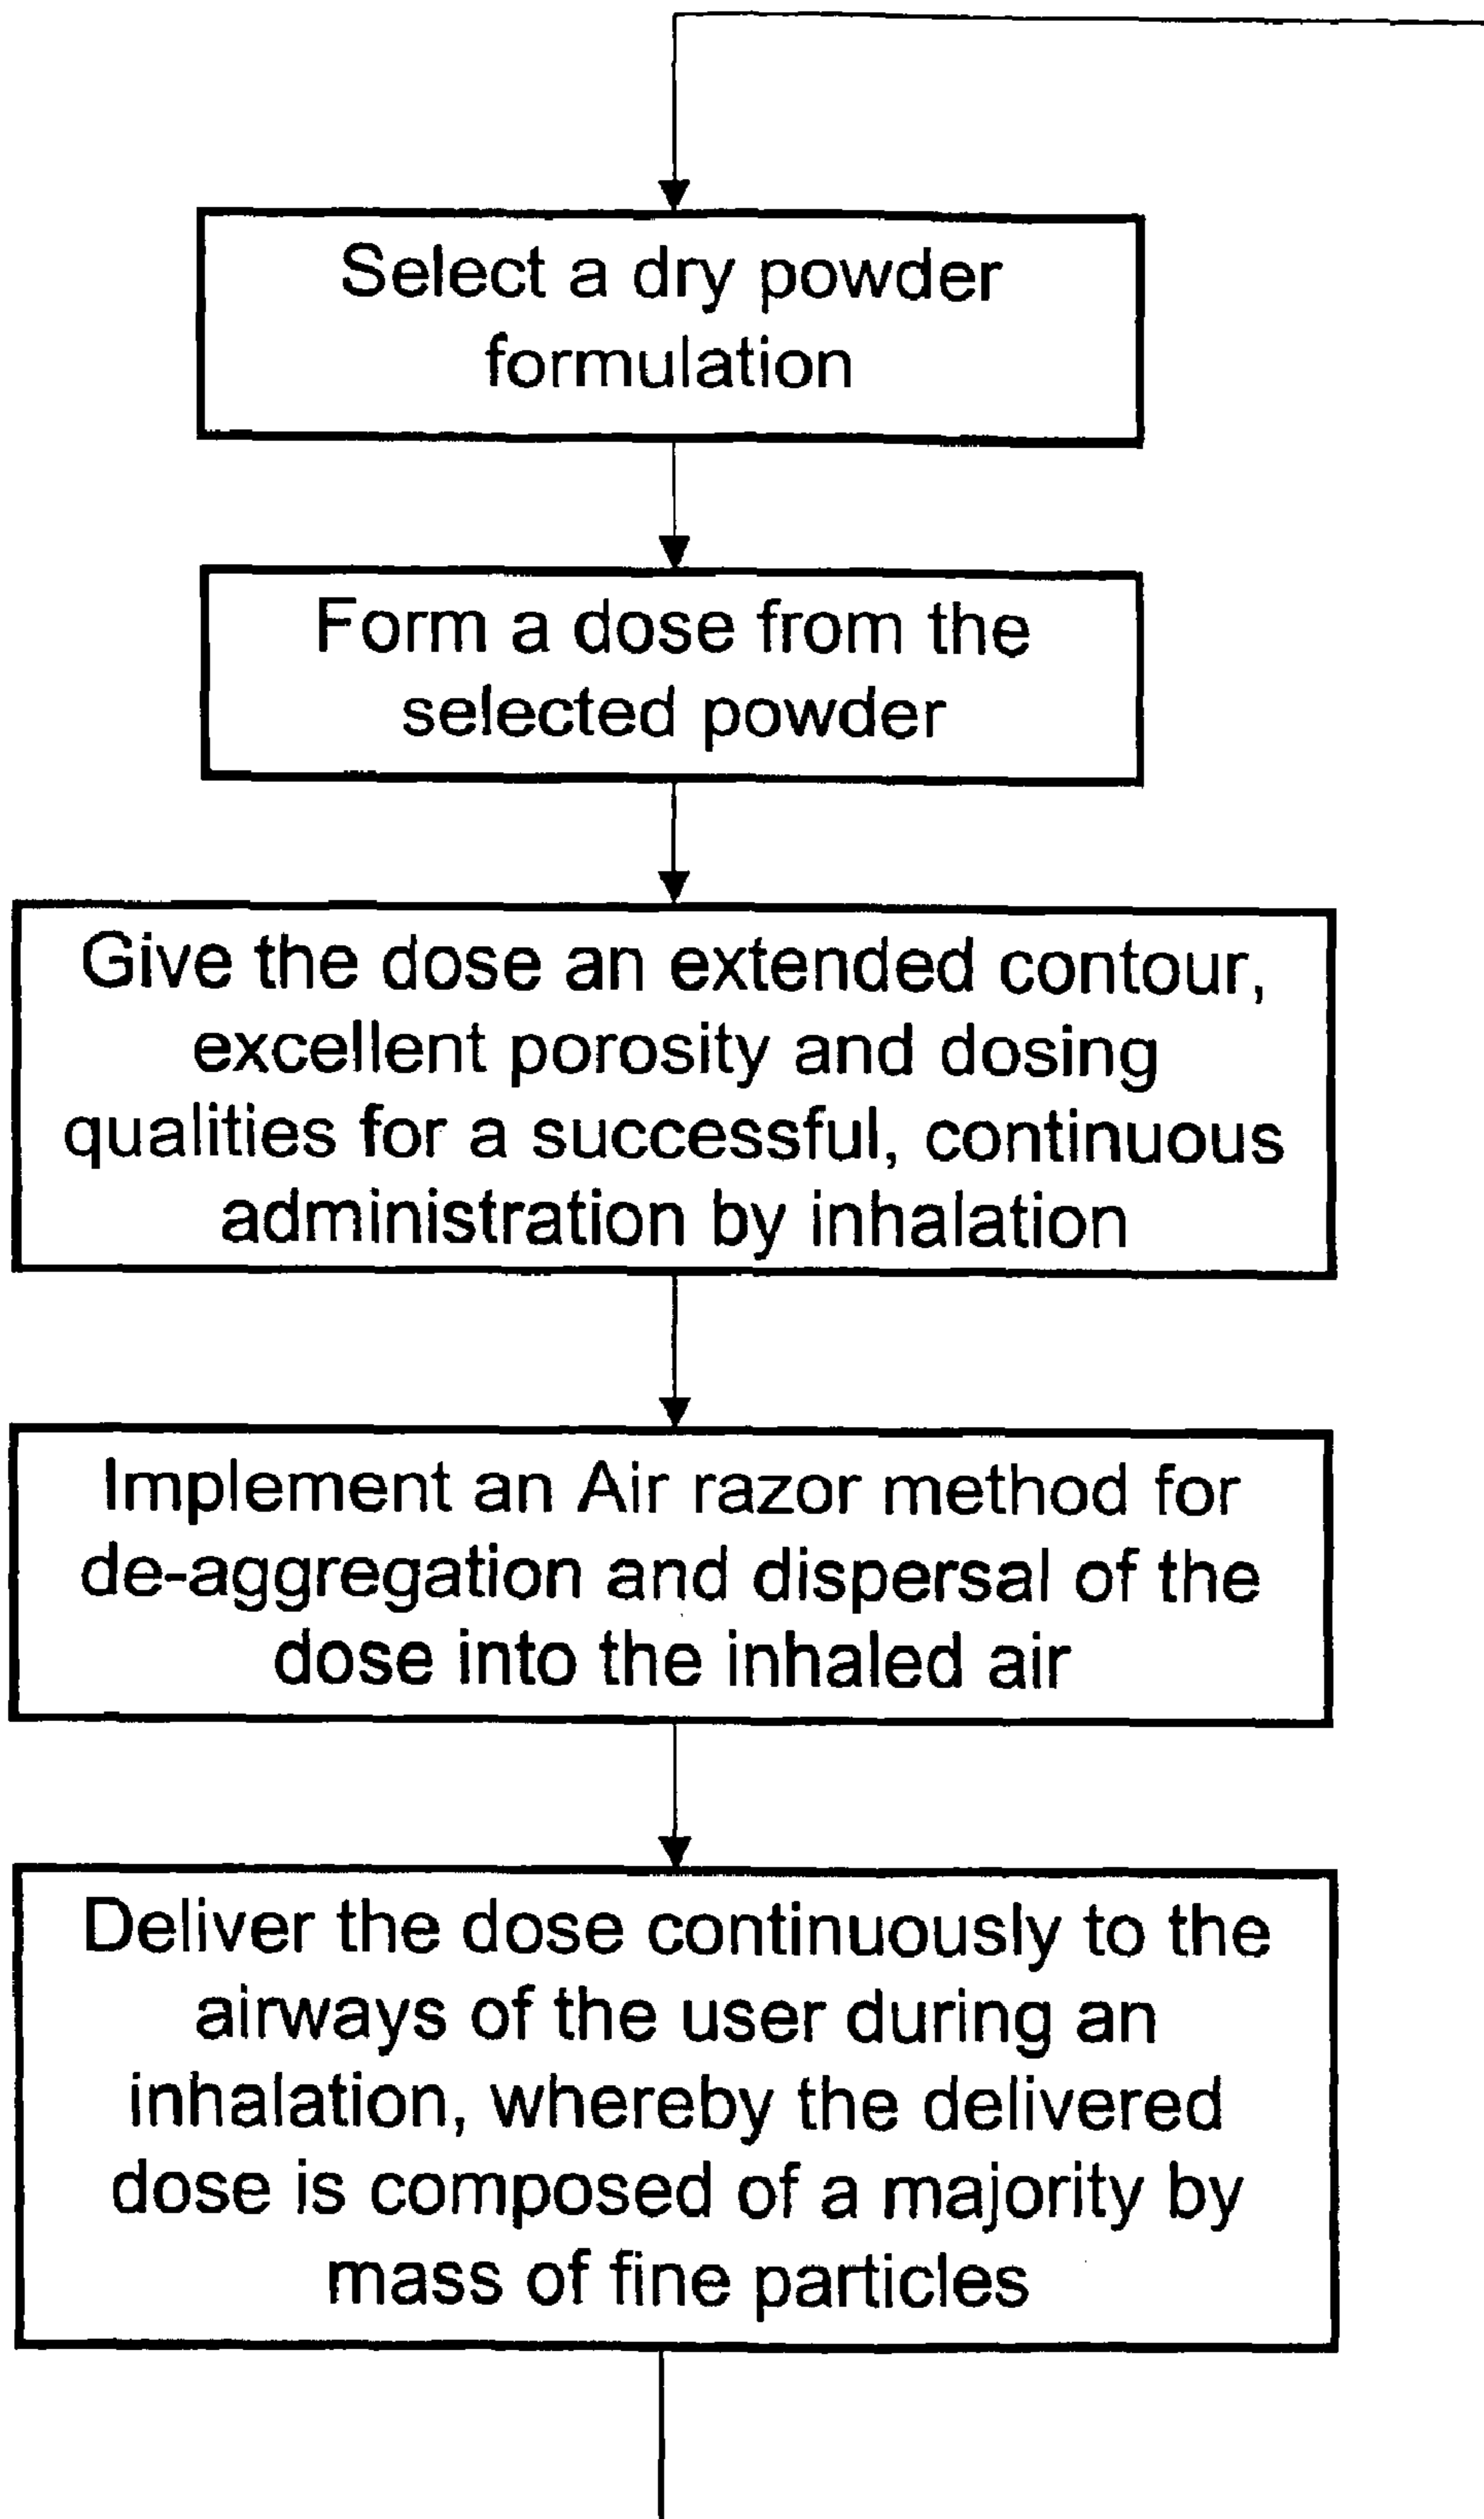 Select a dry powder
formulation
Form a dose from the
selected powder
Give the dose an extended contour,
excellent porosity and dosing
qualities for a successful, continuous
administration by inhalation
Implement an Air razor method for
de-aggregation and dispersal of the
dose into the inhaled air
Deliver the dose continuously to the
airways of the user during an
inhalation, whereby the delivered
dose is composed of a majority by
mass of fine particles